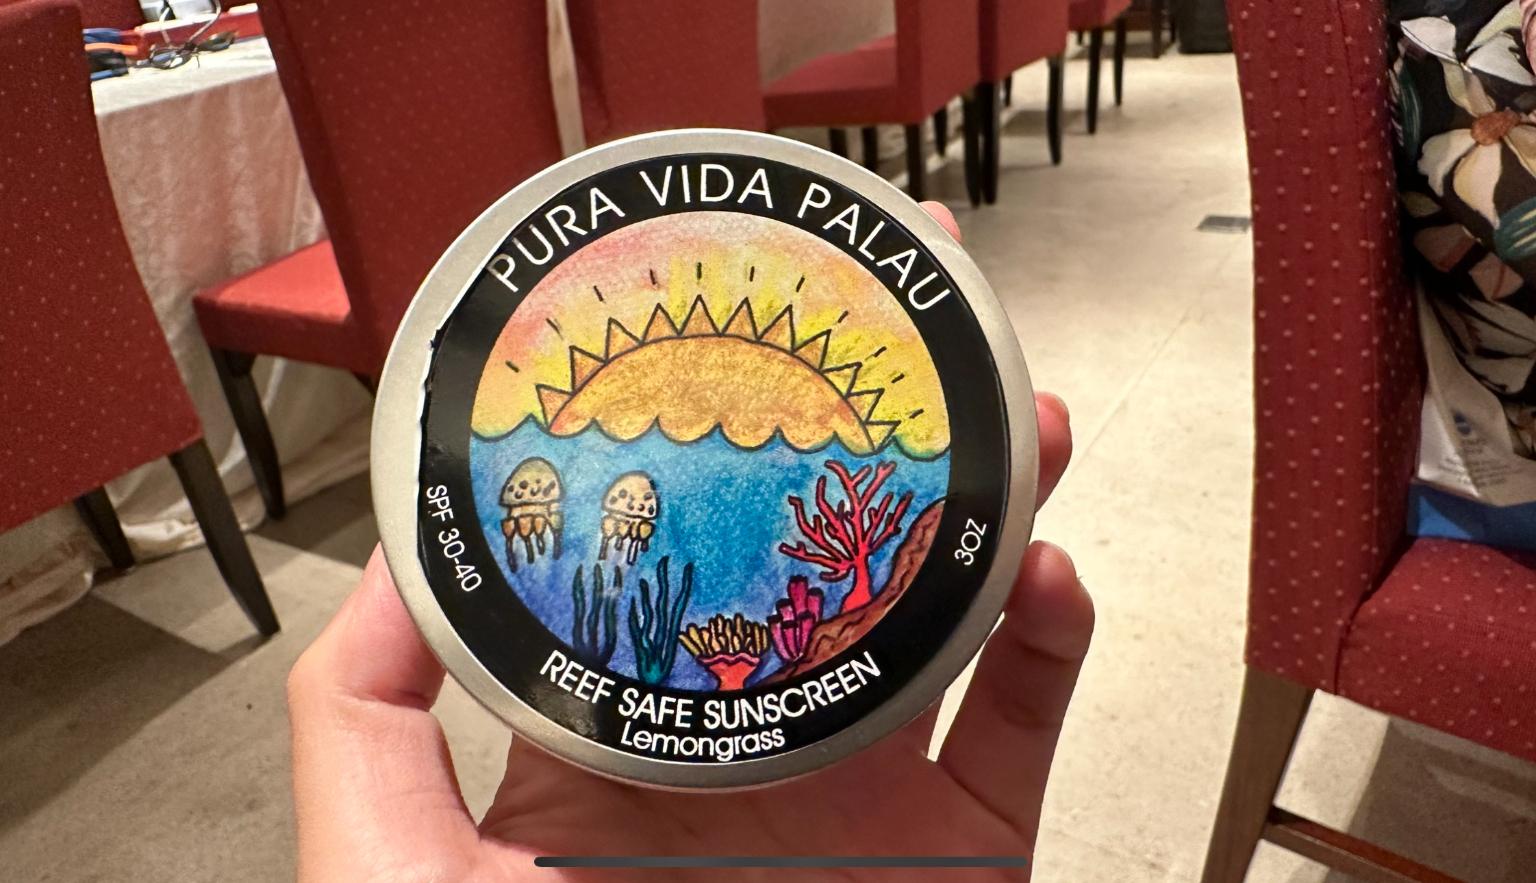 PURA VIDA PALAU
SPF 30-40
3OZ
REEF SAFE SUNSCREEN
Lemongrass